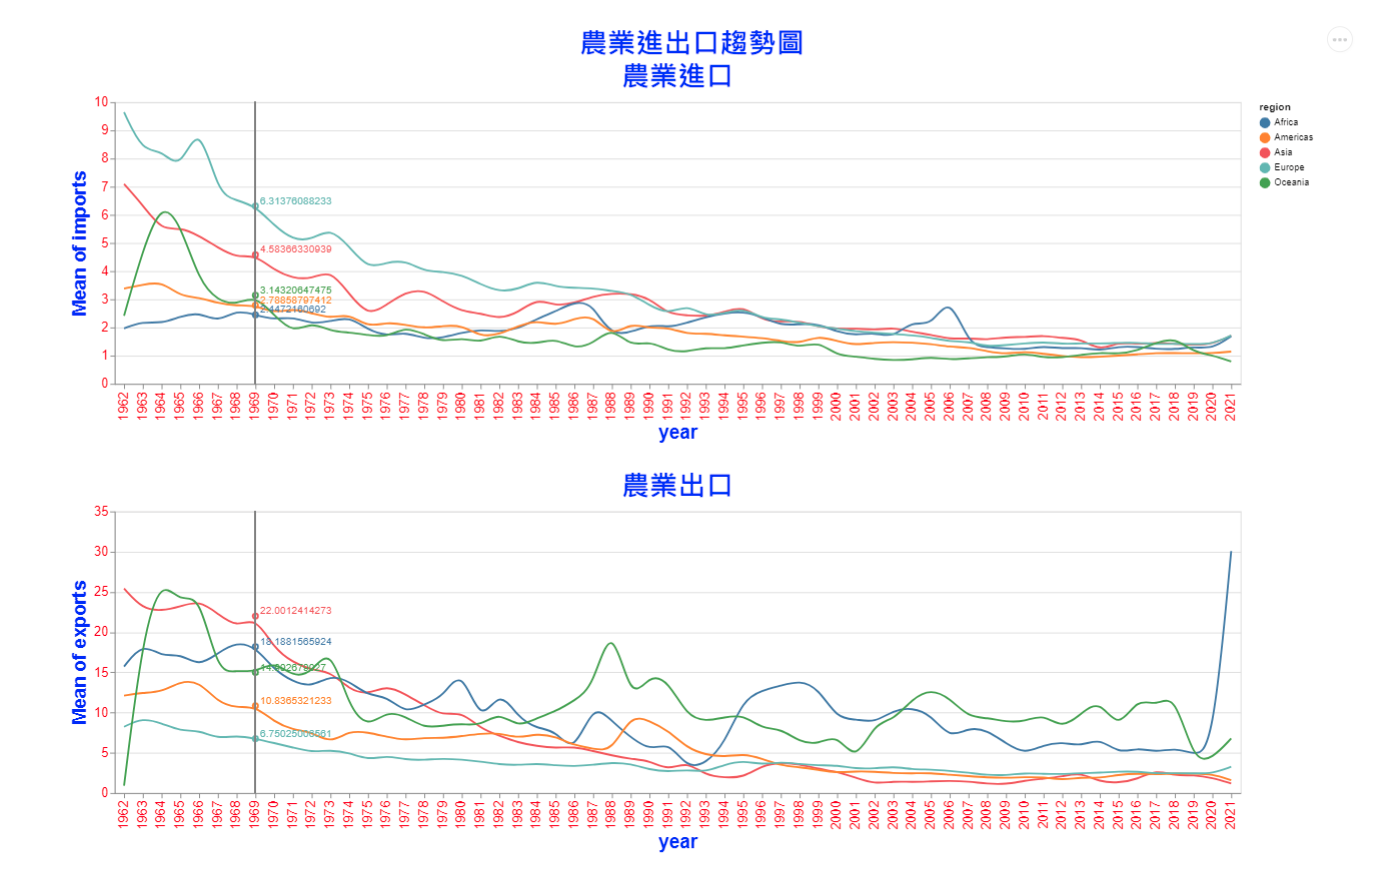 農業進出口趨勢圖
農業進口
Mean of imports
10
9
8
7
6
5
4
3
2
1
0
6.31376088233
4.58366330939
3.14320647475
2.78858797412
1962 1963 1964 1965 1966 1967 1968 1969 1970 1971 1972 1973 1974 1975 1976 1977 1978 1979 1980 1981 1982 1983 1984 1985 1986 1987 1988 1989 1990 1991 1992 1993 1994 1995 1996 1997 1998 1999 2000 2001 2002 2003 2004 2005 2006 2007 2008 2009 2010 2011 2012 2013 2014 2015 2016 2017 2018 2019 2020 2021
year
region
Africa
Americas
Asia
Europe
Oceania
農業出口
Mean of exports
35
30
25
20
15
10
5
0
22.0012414273
18.1881565924
10.8365321233
1962 1963 1964 1965 1966 1967 1968 1969 1970 1971 1972 1973 1974 1975 1976 1977 1978 1979 1980 1981 1982 1983 1984 1985 1986 1987 1988 1989 1990 1991 1992 1993 1994 1995 1996 1997 1998 1999 2000 2001 2002 2003 2004 2005 2006 2007 2008 2009 2010 2011 2012 2013 2014 2015 2016 2017 2018 2019 2020 2021
year